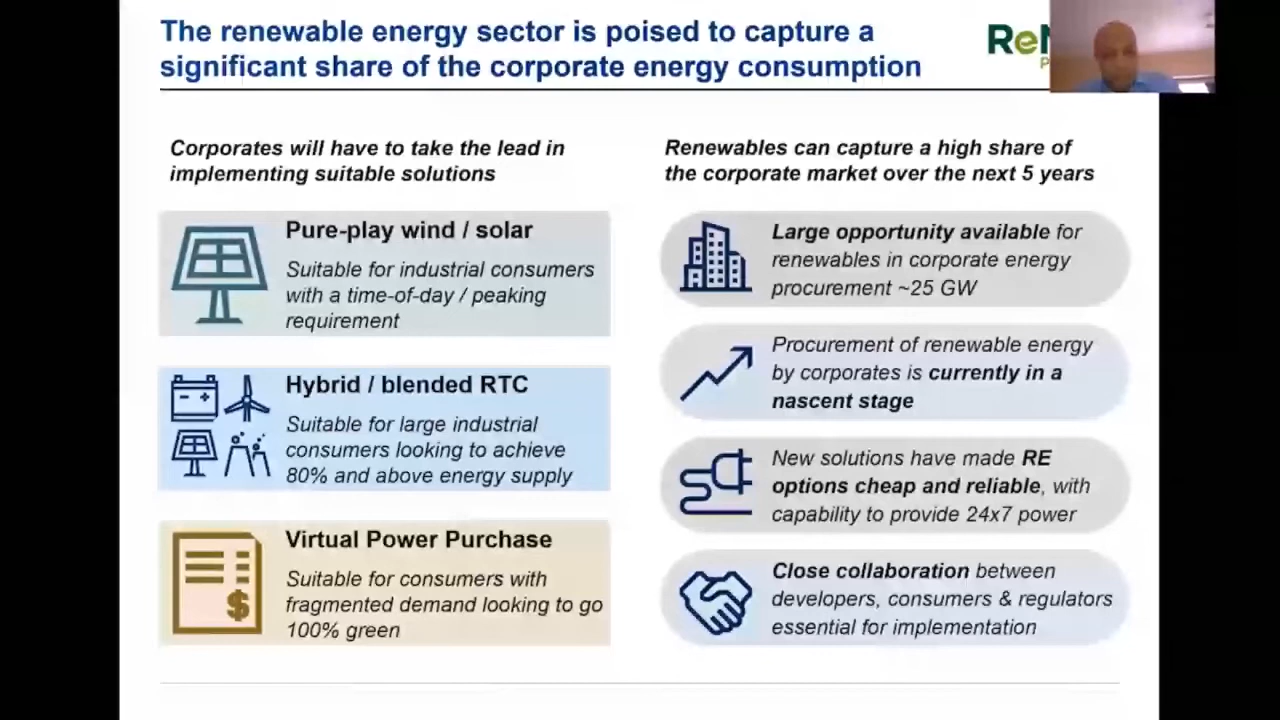 The renewable energy sector is poised to capture a
significant share of the corporate energy consumption
Corporates will have to take the lead in
implementing suitable solutions
Pure-play wind / solar
Suitable for industrial consumers
with a time-of-day / peaking
requirement
Hybrid / blended RTC
Suitable for large industrial
consumers looking to achieve
80% and above energy supply
Virtual Power Purchase
$
Suitable for consumers with
fragmented demand looking to go
100% green
Renewables can capture a high share of
the corporate market over the next 5 years
Large opportunity available for
renewables in corporate energy
procurement ~25 GW
Procurement of renewable energy
by corporates is currently in a
nascent stage
New solutions have made RE
options cheap and reliable, with
capability to provide 24x7 power
Close collaboration between
developers, consumers & regulators
essential for implementation